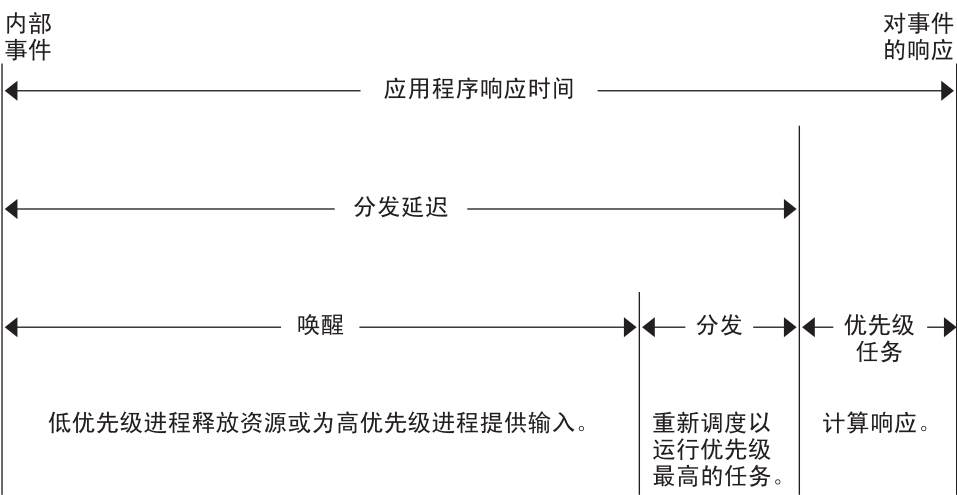 内部
事件
对事件
的响应
应用程序响应时间
分发延迟
唤醒
分发
优先级
任务
低优先级进程释放资源或为高优先级进程提供输入。
重新调度以
运行优先级
最高的任务。
计算响应。